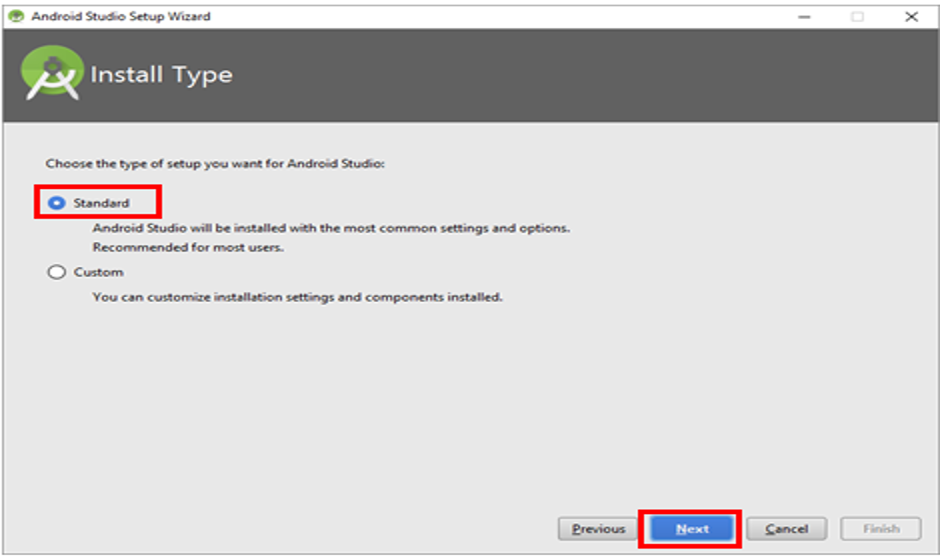 Android Studio Setup Wizard
Install Type
Choose the type of setup you want for Android Studio:
Standard
Android Studio will be installed with the most common settings and options.
Recommended for most users.
Custom
You can customize installation settings and components installed.
Previous Next Cancel Finish